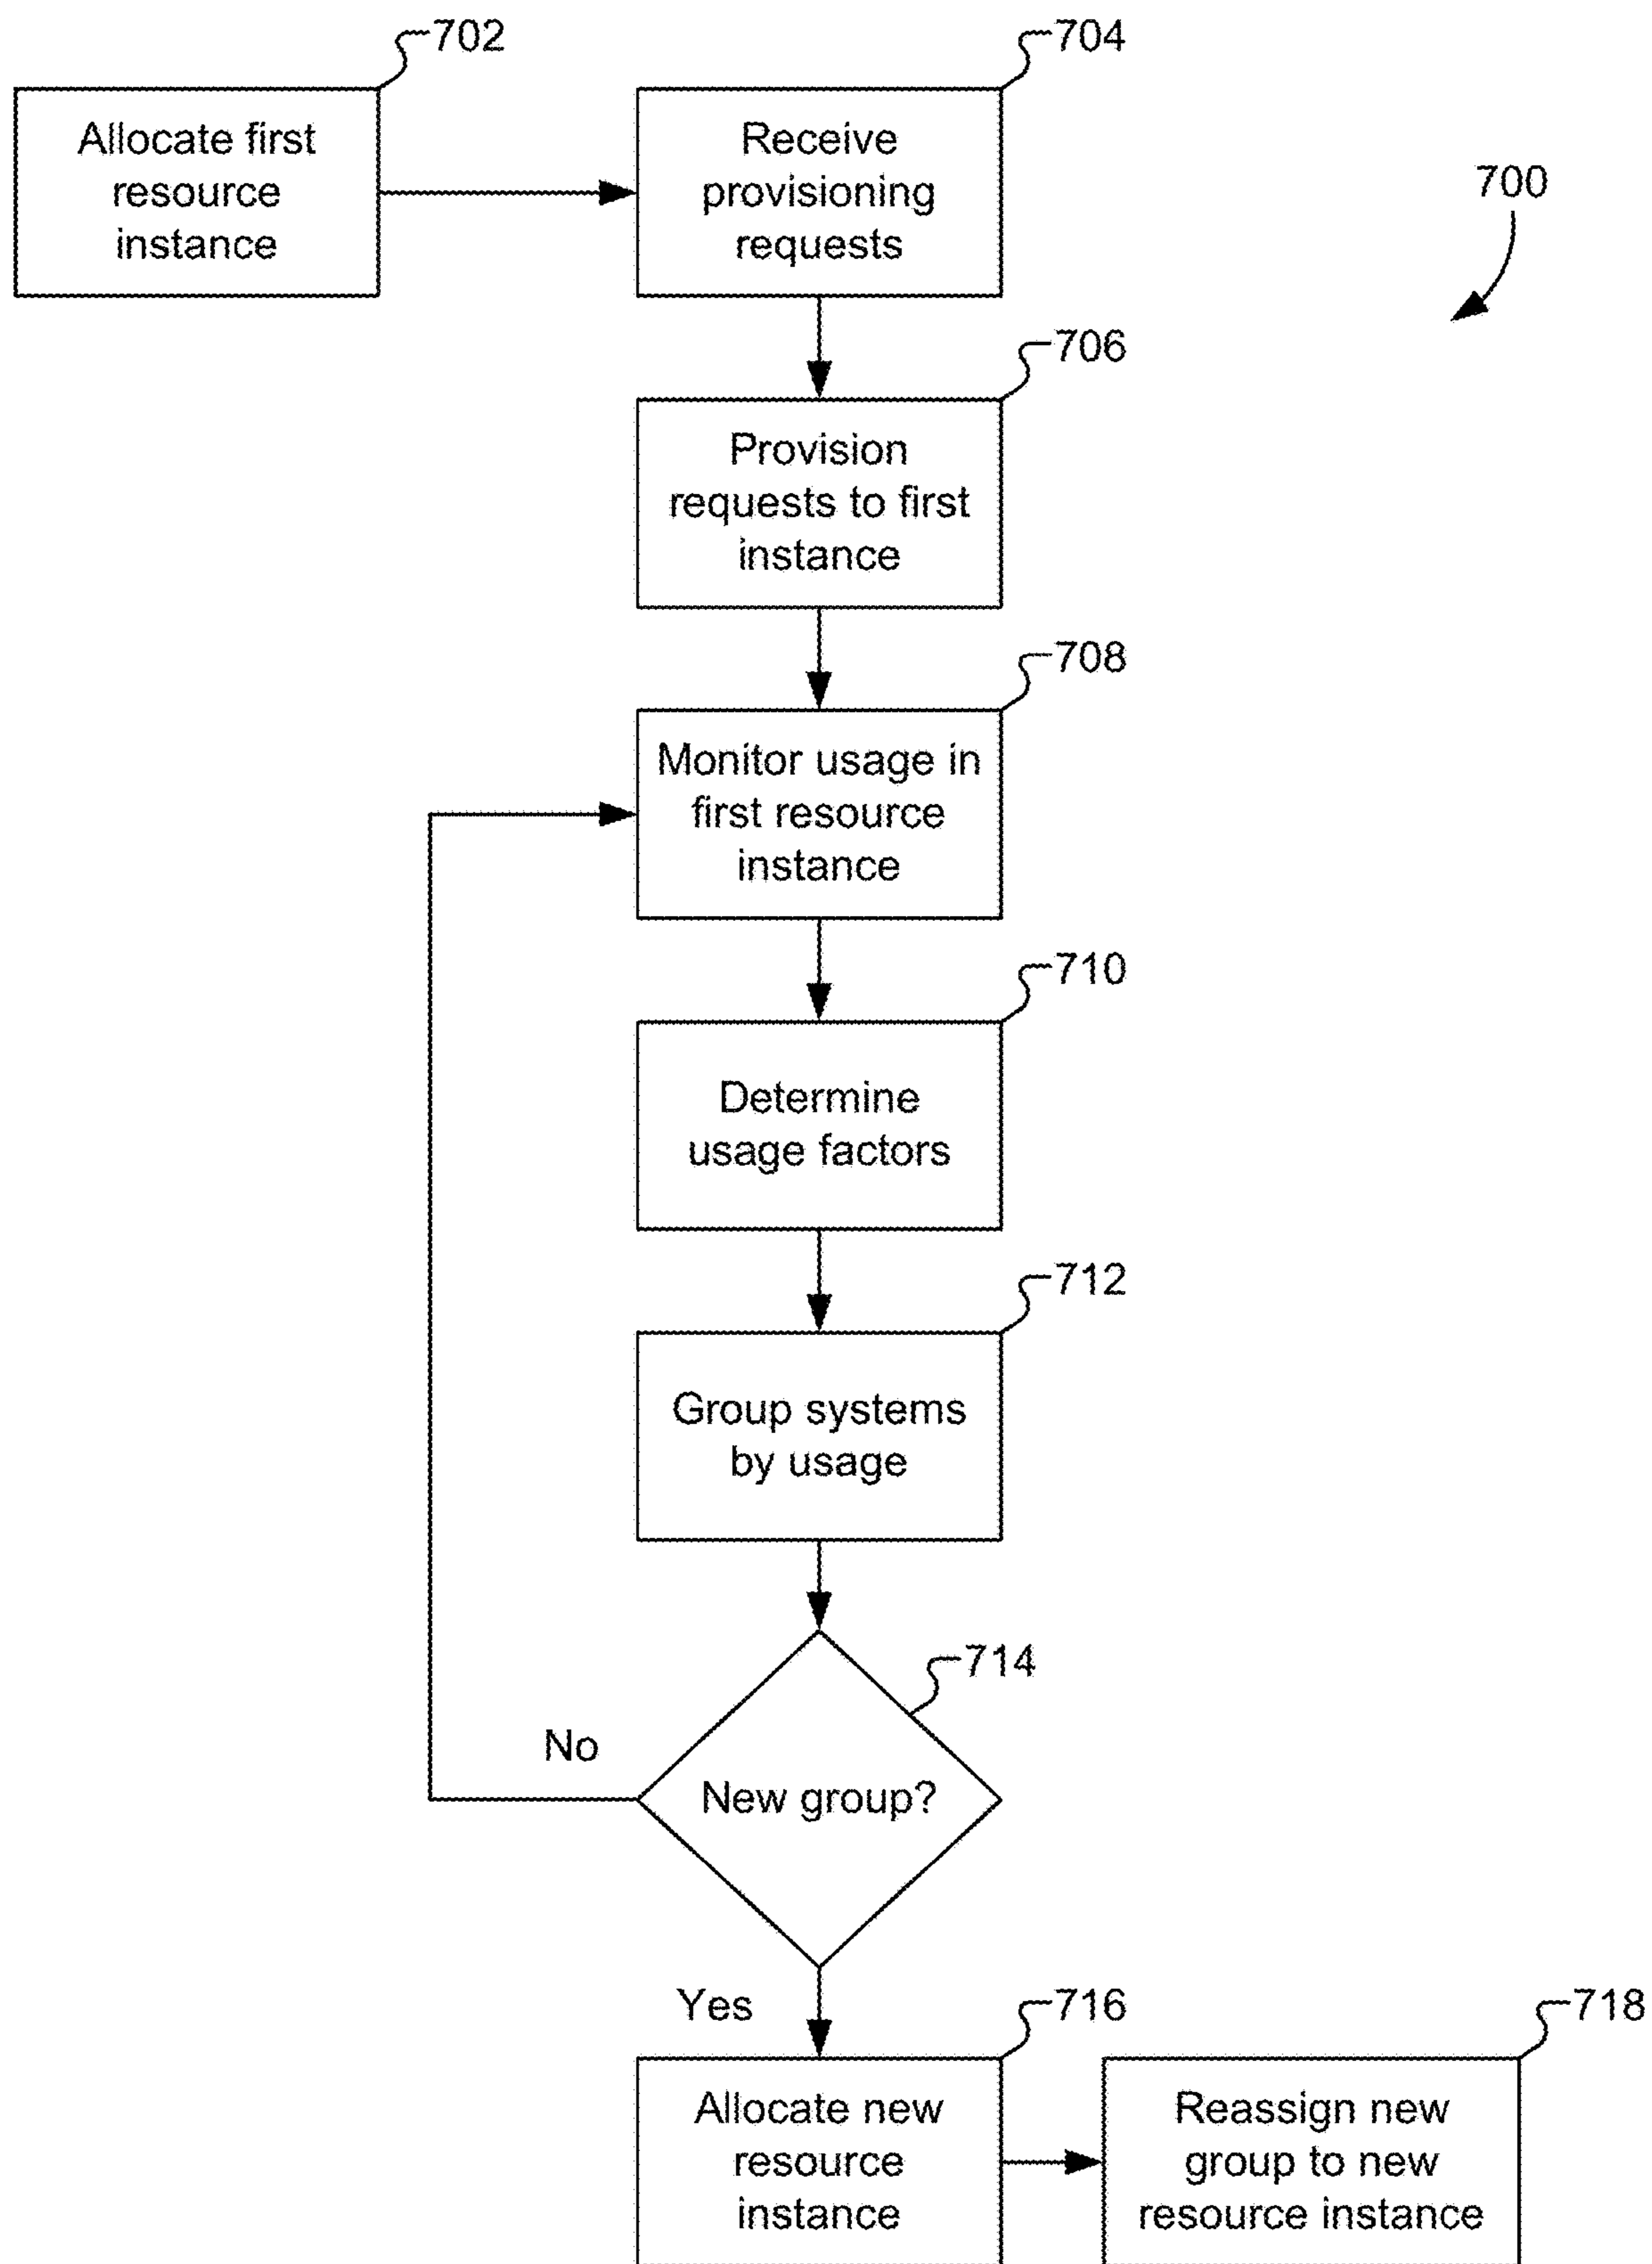 702
Allocate first
resource
instance
704
Receive
provisioning
requests
700
706
Provision
requests to first
instance
708
Monitor usage in
first resource
instance
710
Determine
usage factors
712
Group systems
by usage
714
New group?
No
Yes
716
Allocate new
resource
instance
718
Reassign new
group to new
resource instance